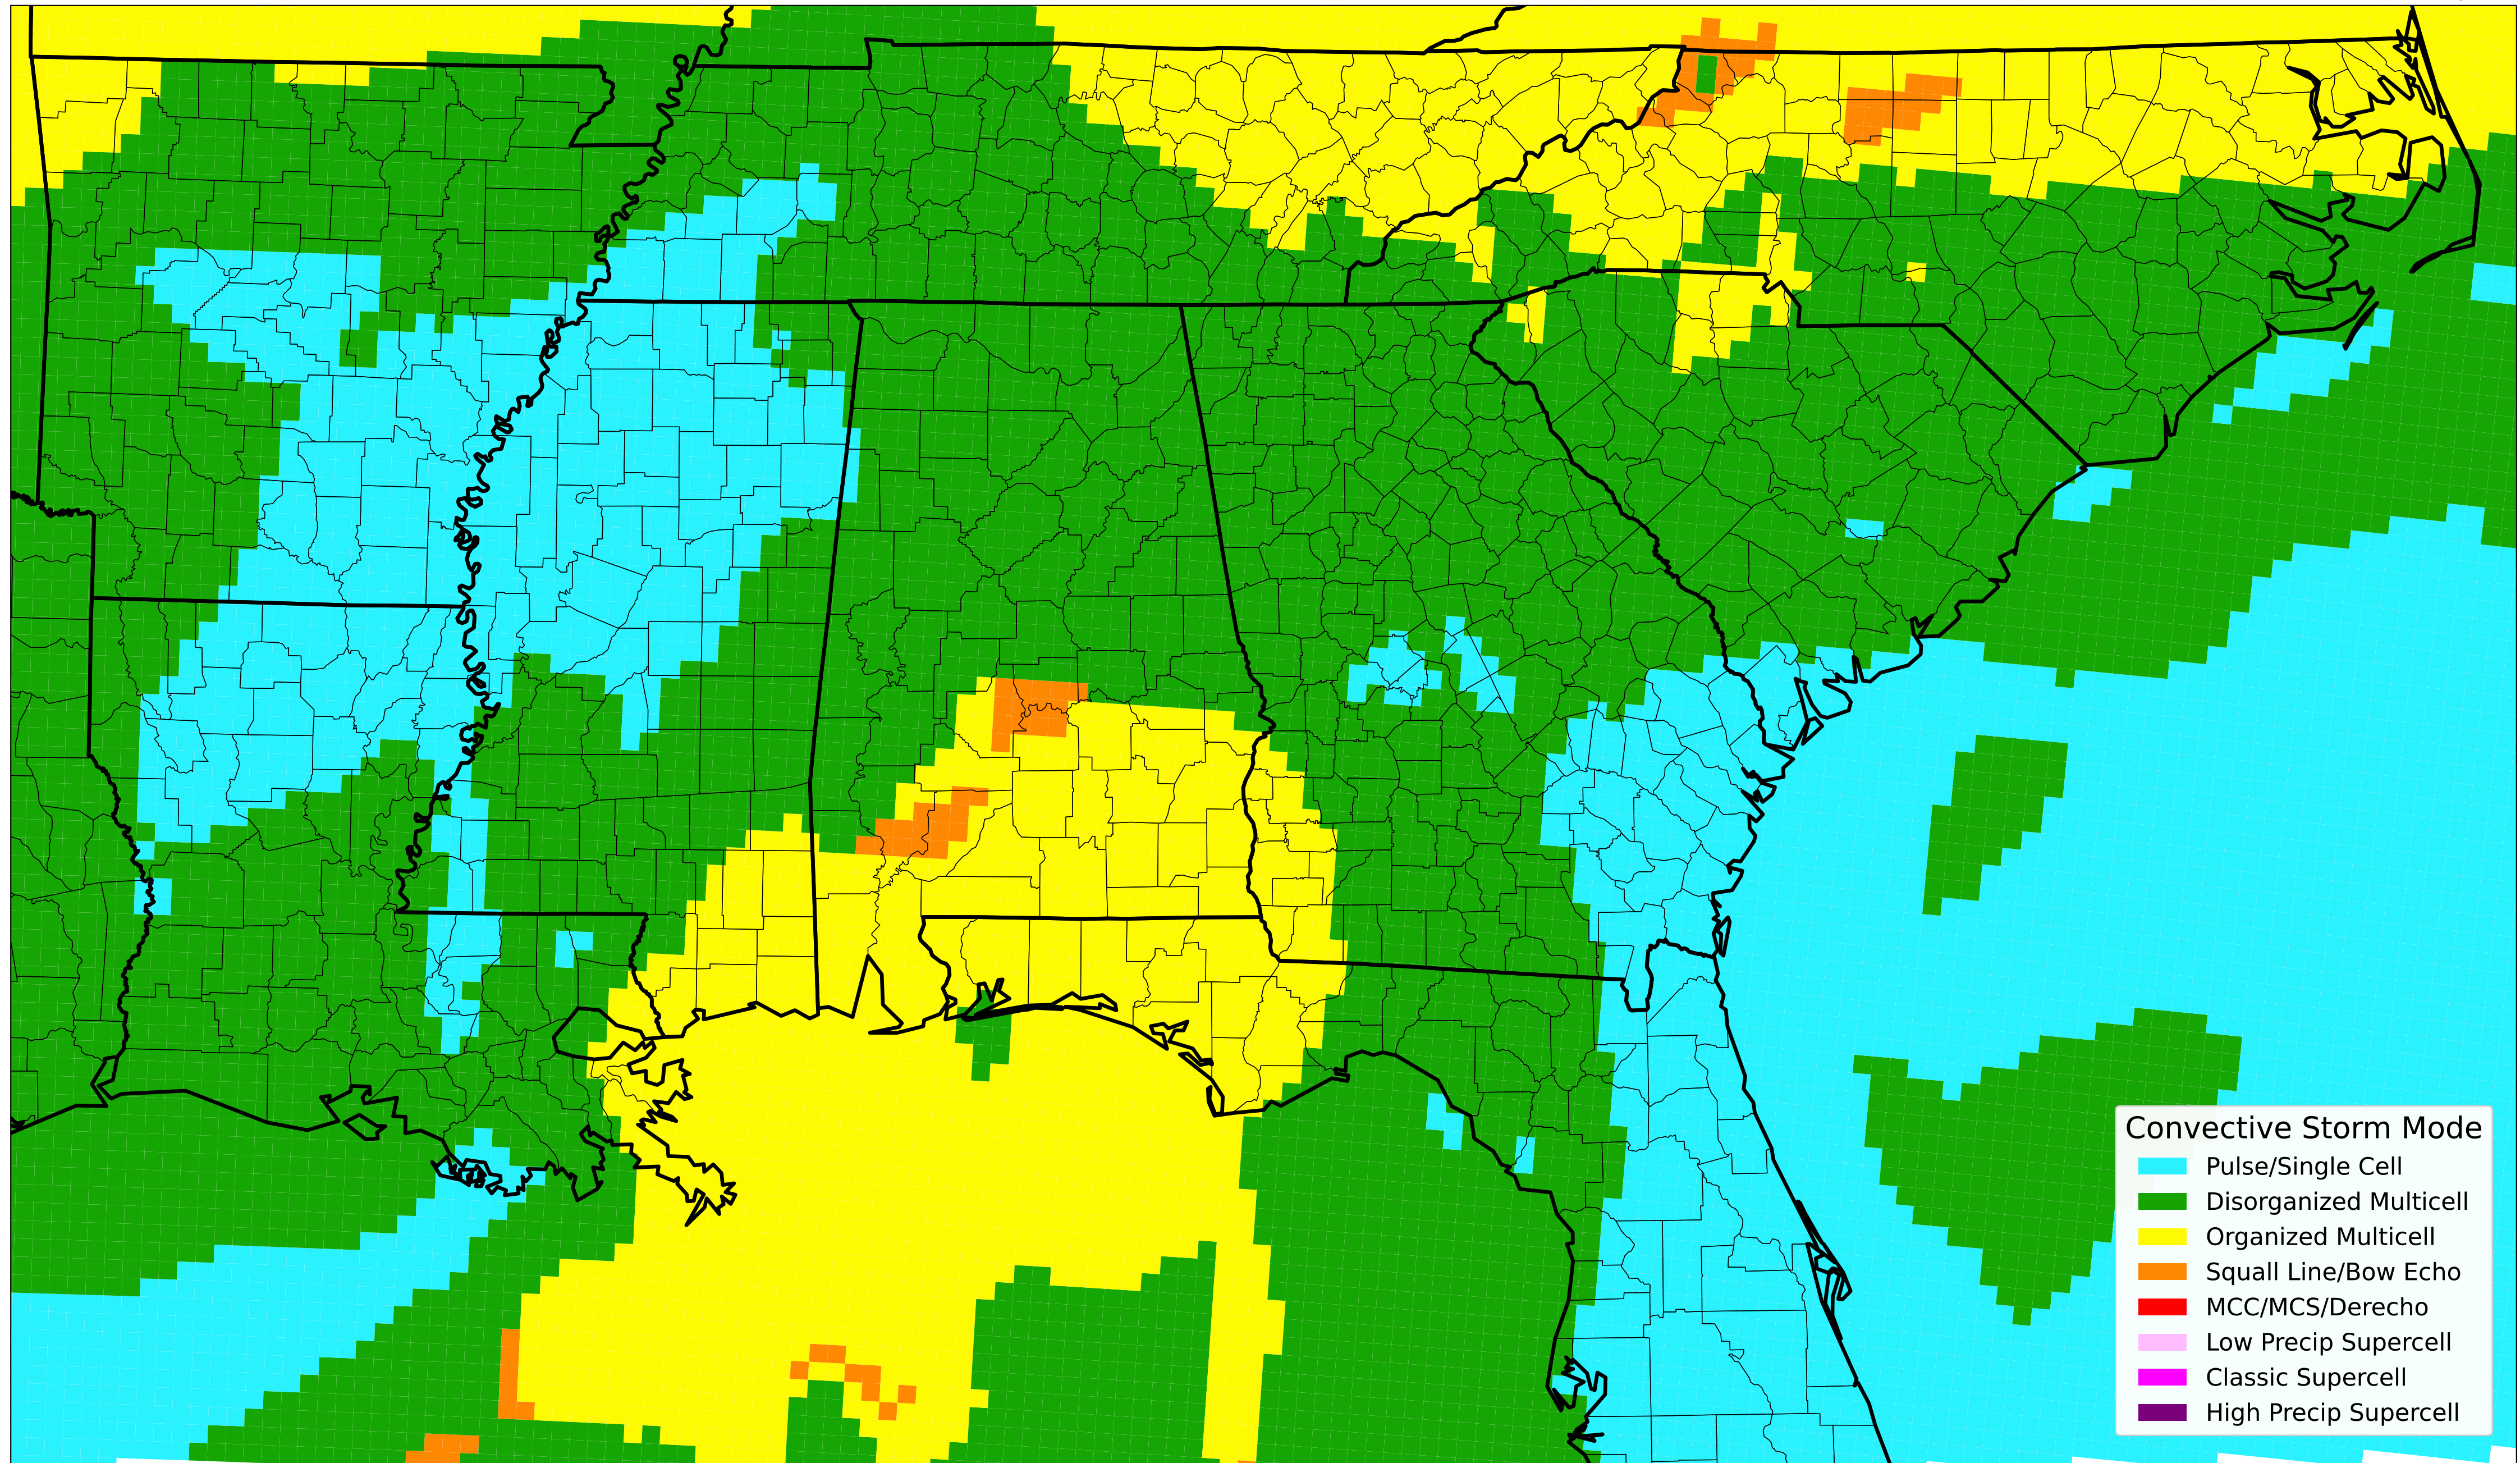 Convective Storm Mode
Pulse/Single Cell
Disorganized Multicell
Organized Multicell
Squall Line/Bow Echo
MCC/MCS/Derecho
Low Precip Supercell
Classic Supercell
High Precip Supercell